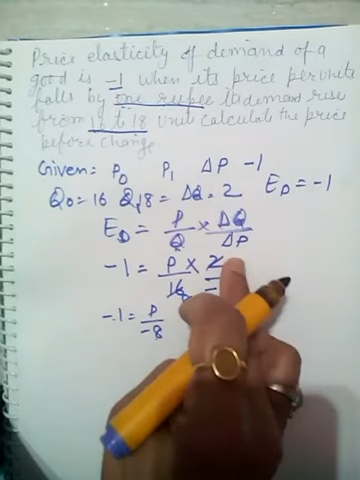 Price elasticity of demand of a
good is -1 when its price per unit
falls by one rupee its demand rise
from 16 to 18 units calculate the price
before change
Given: P0 P1 ΔP -1
Q0=16 Q118 = ΔQ = 2 ED=-1
ED = P/Q × ΔQ/ΔP
-1 = P/16 × 2/-
-1 = P/-8